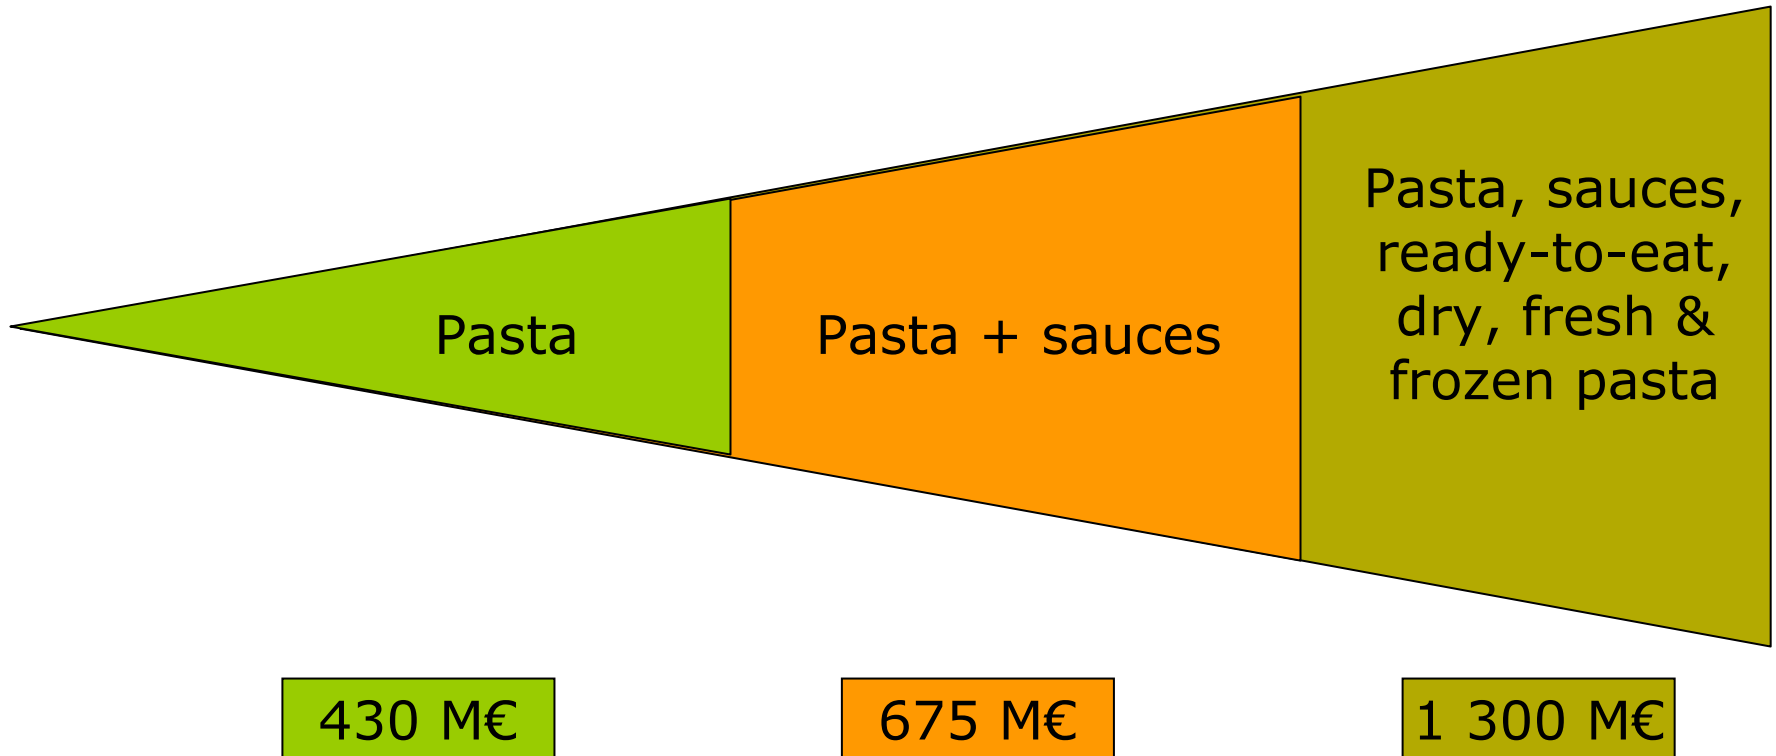 Pasta
Pasta + sauces
Pasta, sauces,
ready-to-eat,
dry, fresh &
frozen pasta
430 M€
675 M€
1 300 M€